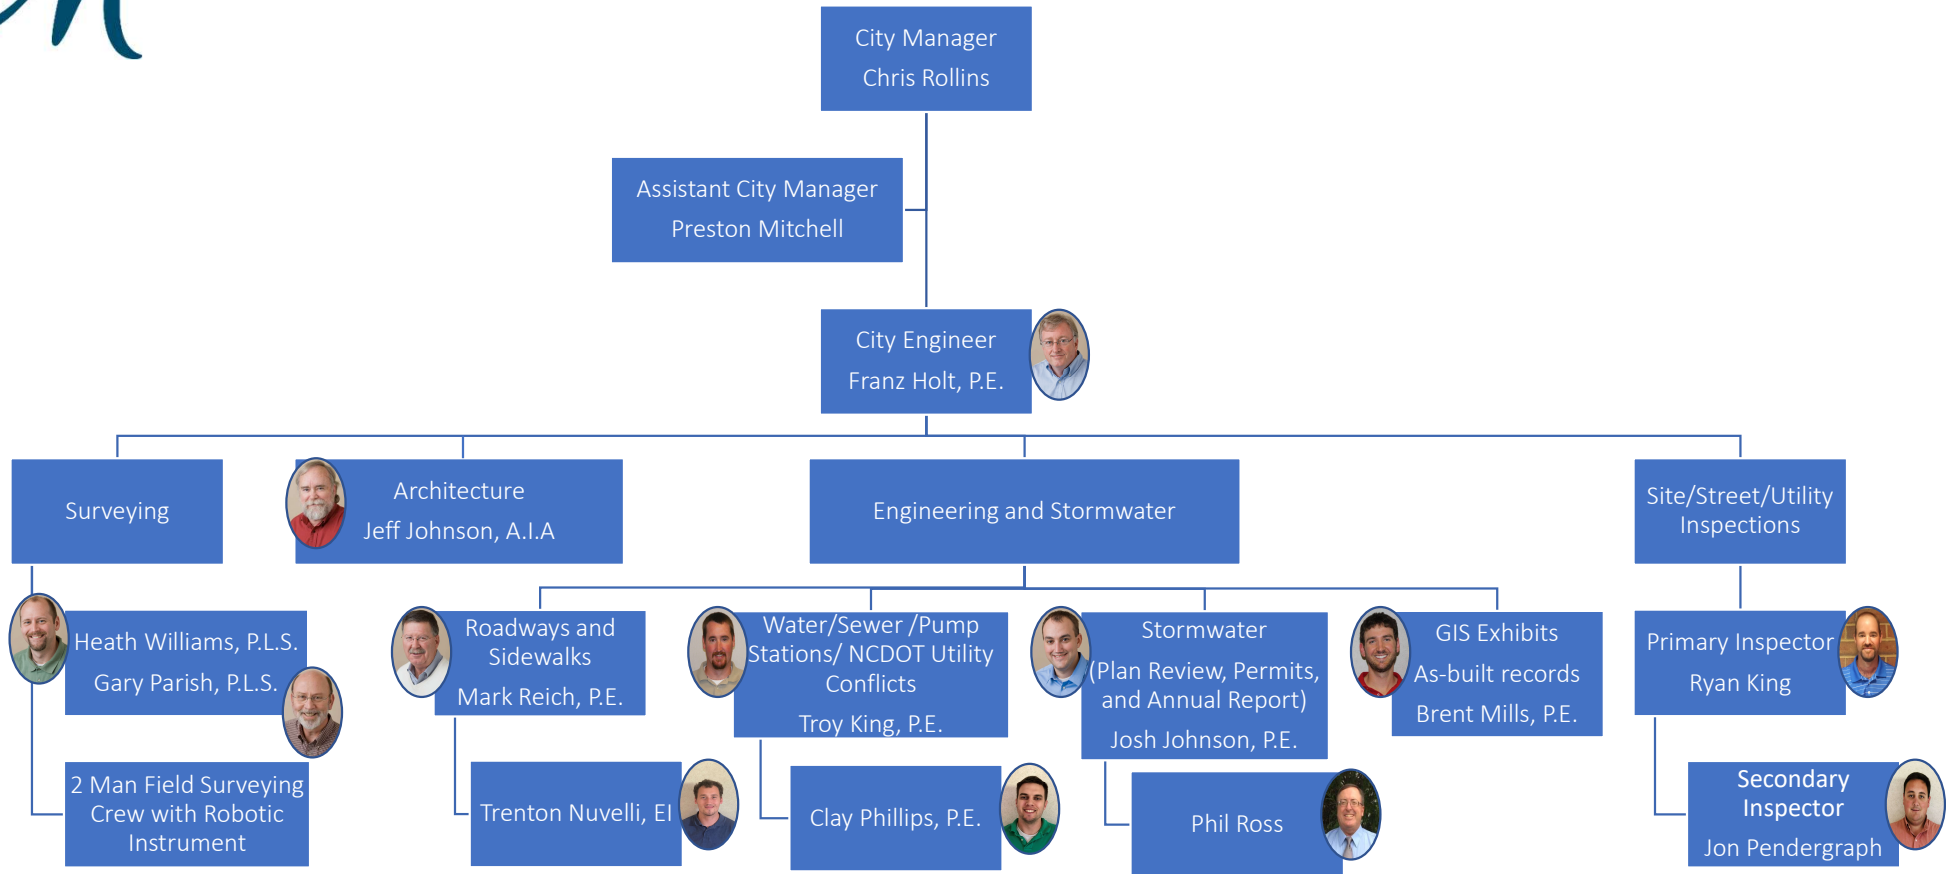 City Manager
Chris Rollins
Assistant City Manager
Preston Mitchell
City Engineer
Franz Holt, P.E.
Surveying
Architecture
Jeff Johnson, A.I.A
Engineering and Stormwater
Site/Street/Utility
Inspections
Heath Williams, P.L.S.
Gary Parish, P.L.S.
Roadways and
Sidewalks
Mark Reich, P.E.
Water/Sewer /Pump
Stations/ NCDOT Utility
Conflicts
Troy King, P.E.
Stormwater
(Plan Review, Permits,
and Annual Report)
Josh Johnson, P.E.
GIS Exhibits
As-built records
Brent Mills, P.E.
Primary Inspector
Ryan King
2 Man Field Surveying
Crew with Robotic
Instrument
Trenton Nuvelli, EI
Clay Phillips, P.E.
Phil Ross
Secondary
Inspector
Jon Pendergraph